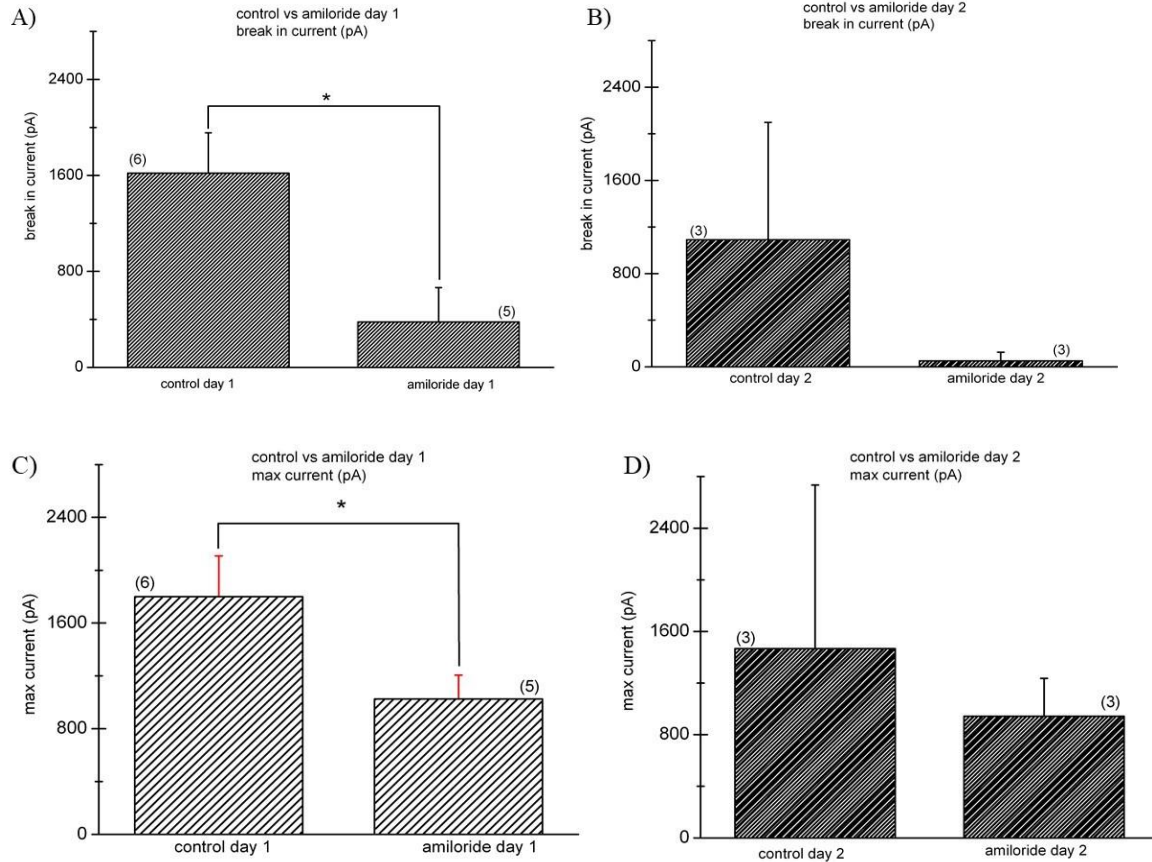 A)
control vs amiloride day 1
break in current (pA)
2400
1600
800
0
break in current (pA)
*
(6)
(5)
control day 1
amiloride day 1
B)
control vs amiloride day 2
break in current (pA)
2400
1600
800
0
break in current (pA)
(3)
(3)
control day 2
amiloride day 2
C)
control vs amiloride day 1
max current (pA)
2400
1600
800
0
max current (pA)
*
(6)
(5)
control day 1
amiloride day 1
D)
control vs amiloride day 2
max current (pA)
2400
1600
800
0
max current (pA)
(3)
(3)
control day 2
amiloride day 2